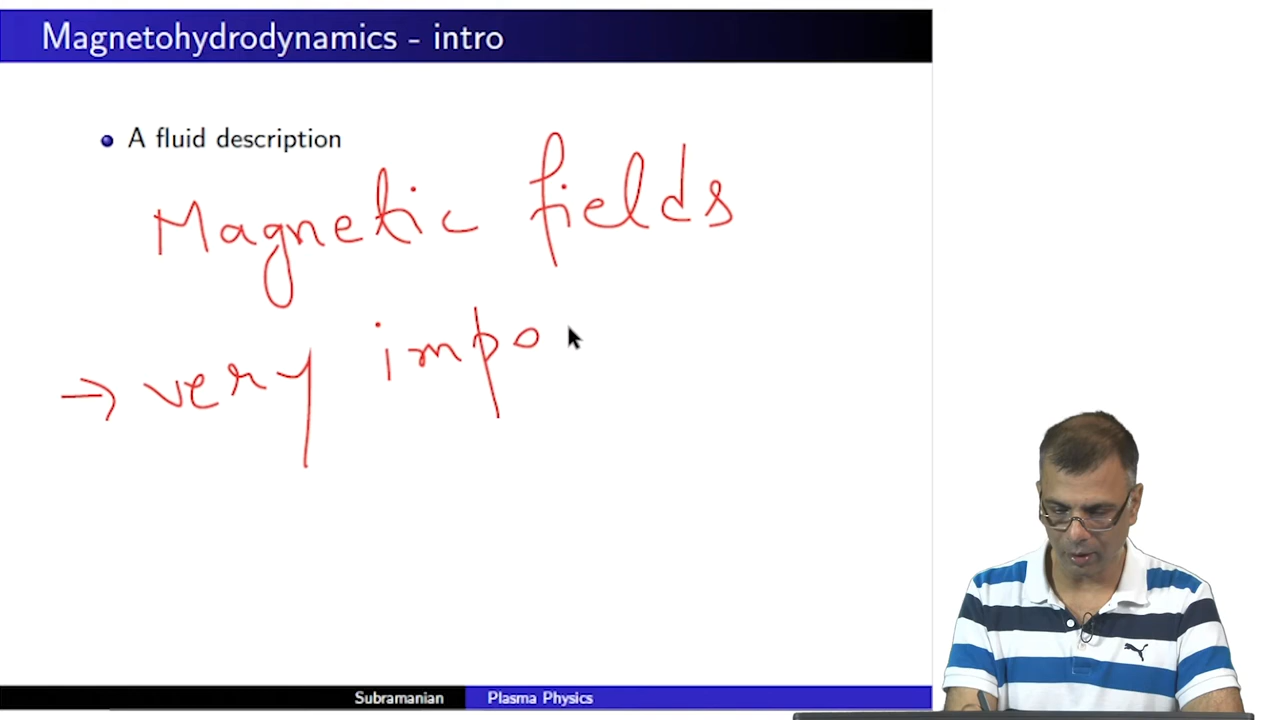 Magnetohydrodynamics - intro
A fluid description
Magnetic fields
→ very impo
Subramanian Plasma Physics